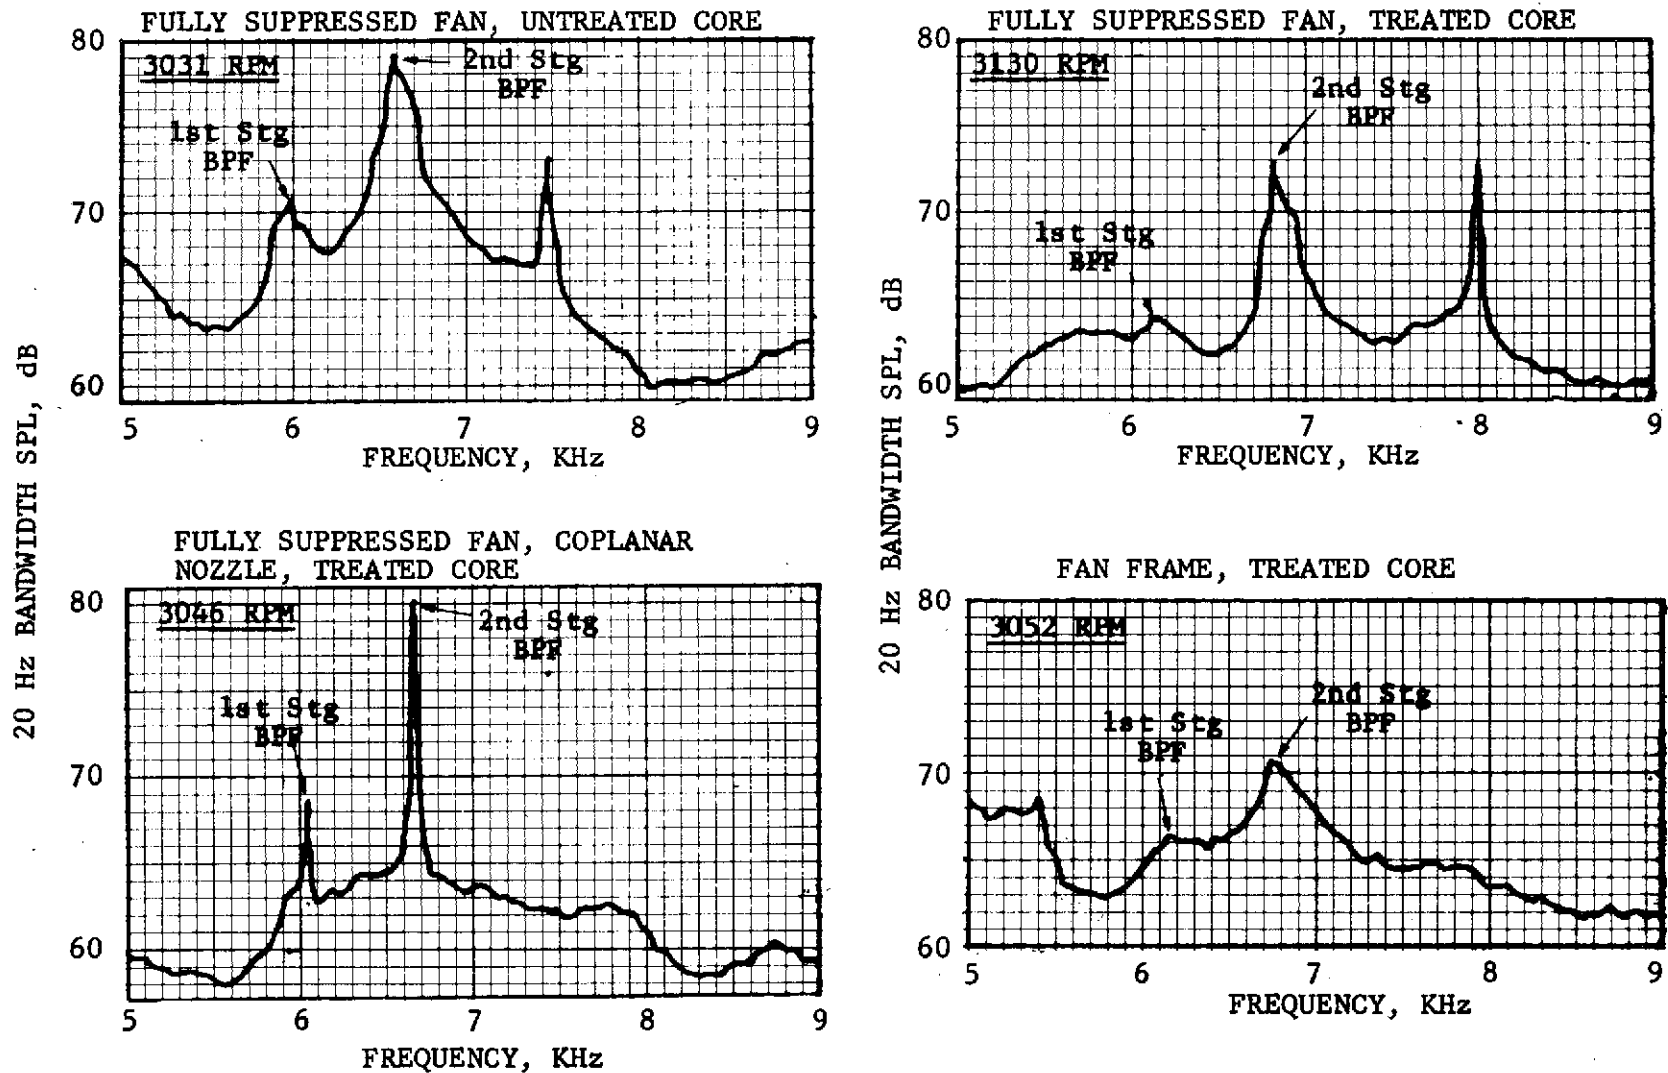 FULLY SUPPRESSED FAN, UNTREATED CORE
80
3031 RPM
2nd Stg
BPF
1st Stg
BPF
70
60
5 6 7 8 9
FREQUENCY, KHz
FULLY SUPPRESSED FAN, TREATED CORE
80
3130 RPM
2nd Stg
BPF
70
1st Stg
BPF
60
5 6 7 8 9
FREQUENCY, KHz
20 Hz BANDWIDTH SPL, dB
20 Hz BANDWIDTH SPL, dB
FULLY SUPPRESSED FAN, COPLANAR
NOZZLE, TREATED CORE
80
3046 RPM
2nd Stg
BPF
1st Stg
BPF
70
60
5 6 7 8 9
FREQUENCY, KHz
FAN FRAME, TREATED CORE
80
3052 RPM
2nd Stg
BPF
1st Stg
BPF
70
60
5 6 7 8 9
FREQUENCY, KHz